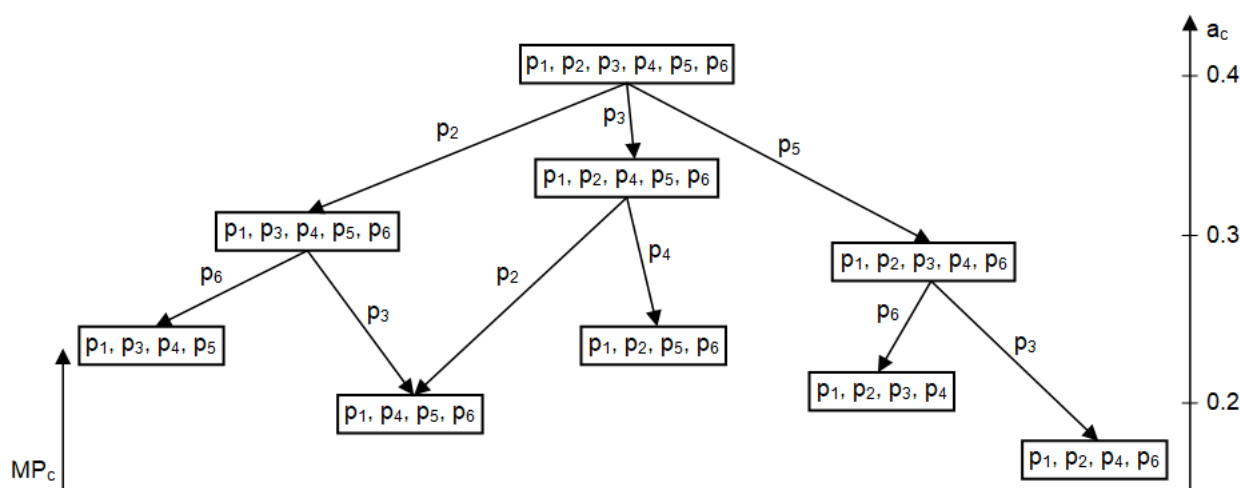 a_c
p₁, p₂, p₃, p₄, p₅, p₆
0.4
p₂
p₃
p₅
p₁, p₂, p₄, p₅, p₆
p₁, p₃, p₄, p₅, p₆
0.3
p₁, p₂, p₃, p₄, p₆
p₆
p₃
p₂
p₄
p₆
p₃
p₁, p₃, p₄, p₅
p₁, p₂, p₅, p₆
p₁, p₂, p₃, p₄
p₁, p₄, p₅, p₆
0.2
p₁, p₂, p₄, p₆
MP_c